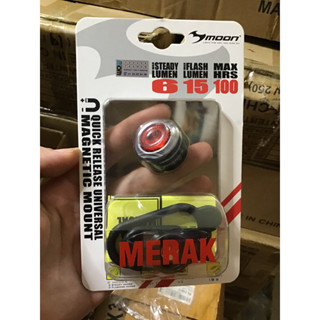 moon
STEADY
LUMEN
6
FLASH
LUMEN
15
MAX
HRS
100
QUICK RELEASE UNIVERSAL
MAGNETIC MOUNT
MERAK